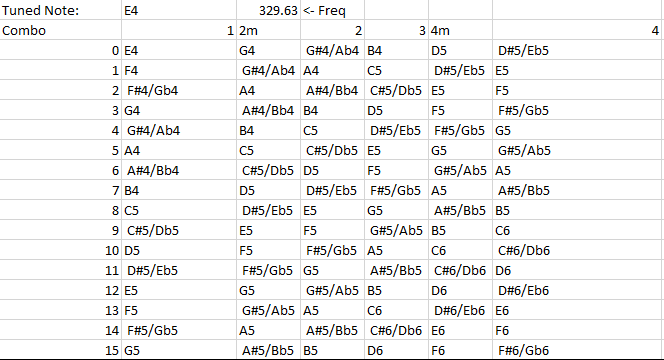 Tuned Note: E4 329.63 <- Freq
Combo 1 2m 2 3 4m 4
0 E4 G4 G#4/Ab4 B4 D5 D#5/Eb5
1 F4 G#4/Ab4 A4 C5 D#5/Eb5 E5
2 F#4/Gb4 A4 A#4/Bb4 C#5/Db5 E5 F5
3 G4 A#4/Bb4 B4 D5 F5 F#5/Gb5
4 G#4/Ab4 B4 C5 D#5/Eb5 F#5/Gb5 G5
5 A4 C5 C#5/Db5 E5 G5 G#5/Ab5
6 A#4/Bb4 C#5/Db5 D5 F5 G#5/Ab5 A5
7 B4 D5 D#5/Eb5 F#5/Gb5 A5 A#5/Bb5
8 C5 D#5/Eb5 E5 G5 A#5/Bb5 B5
9 C#5/Db5 E5 F5 G#5/Ab5 B5 C6
10 D5 F5 F#5/Gb5 A5 C6 C#6/Db6
11 D#5/Eb5 F#5/Gb5 G5 A#5/Bb5 C#6/Db6 D6
12 E5 G5 G#5/Ab5 B5 D6 D#6/Eb6
13 F5 G#5/Ab5 A5 C6 D#6/Eb6 E6
14 F#5/Gb5 A5 A#5/Bb5 C#6/Db6 E6 F6
15 G5 A#5/Bb5 B5 D6 F6 F#6/Gb6